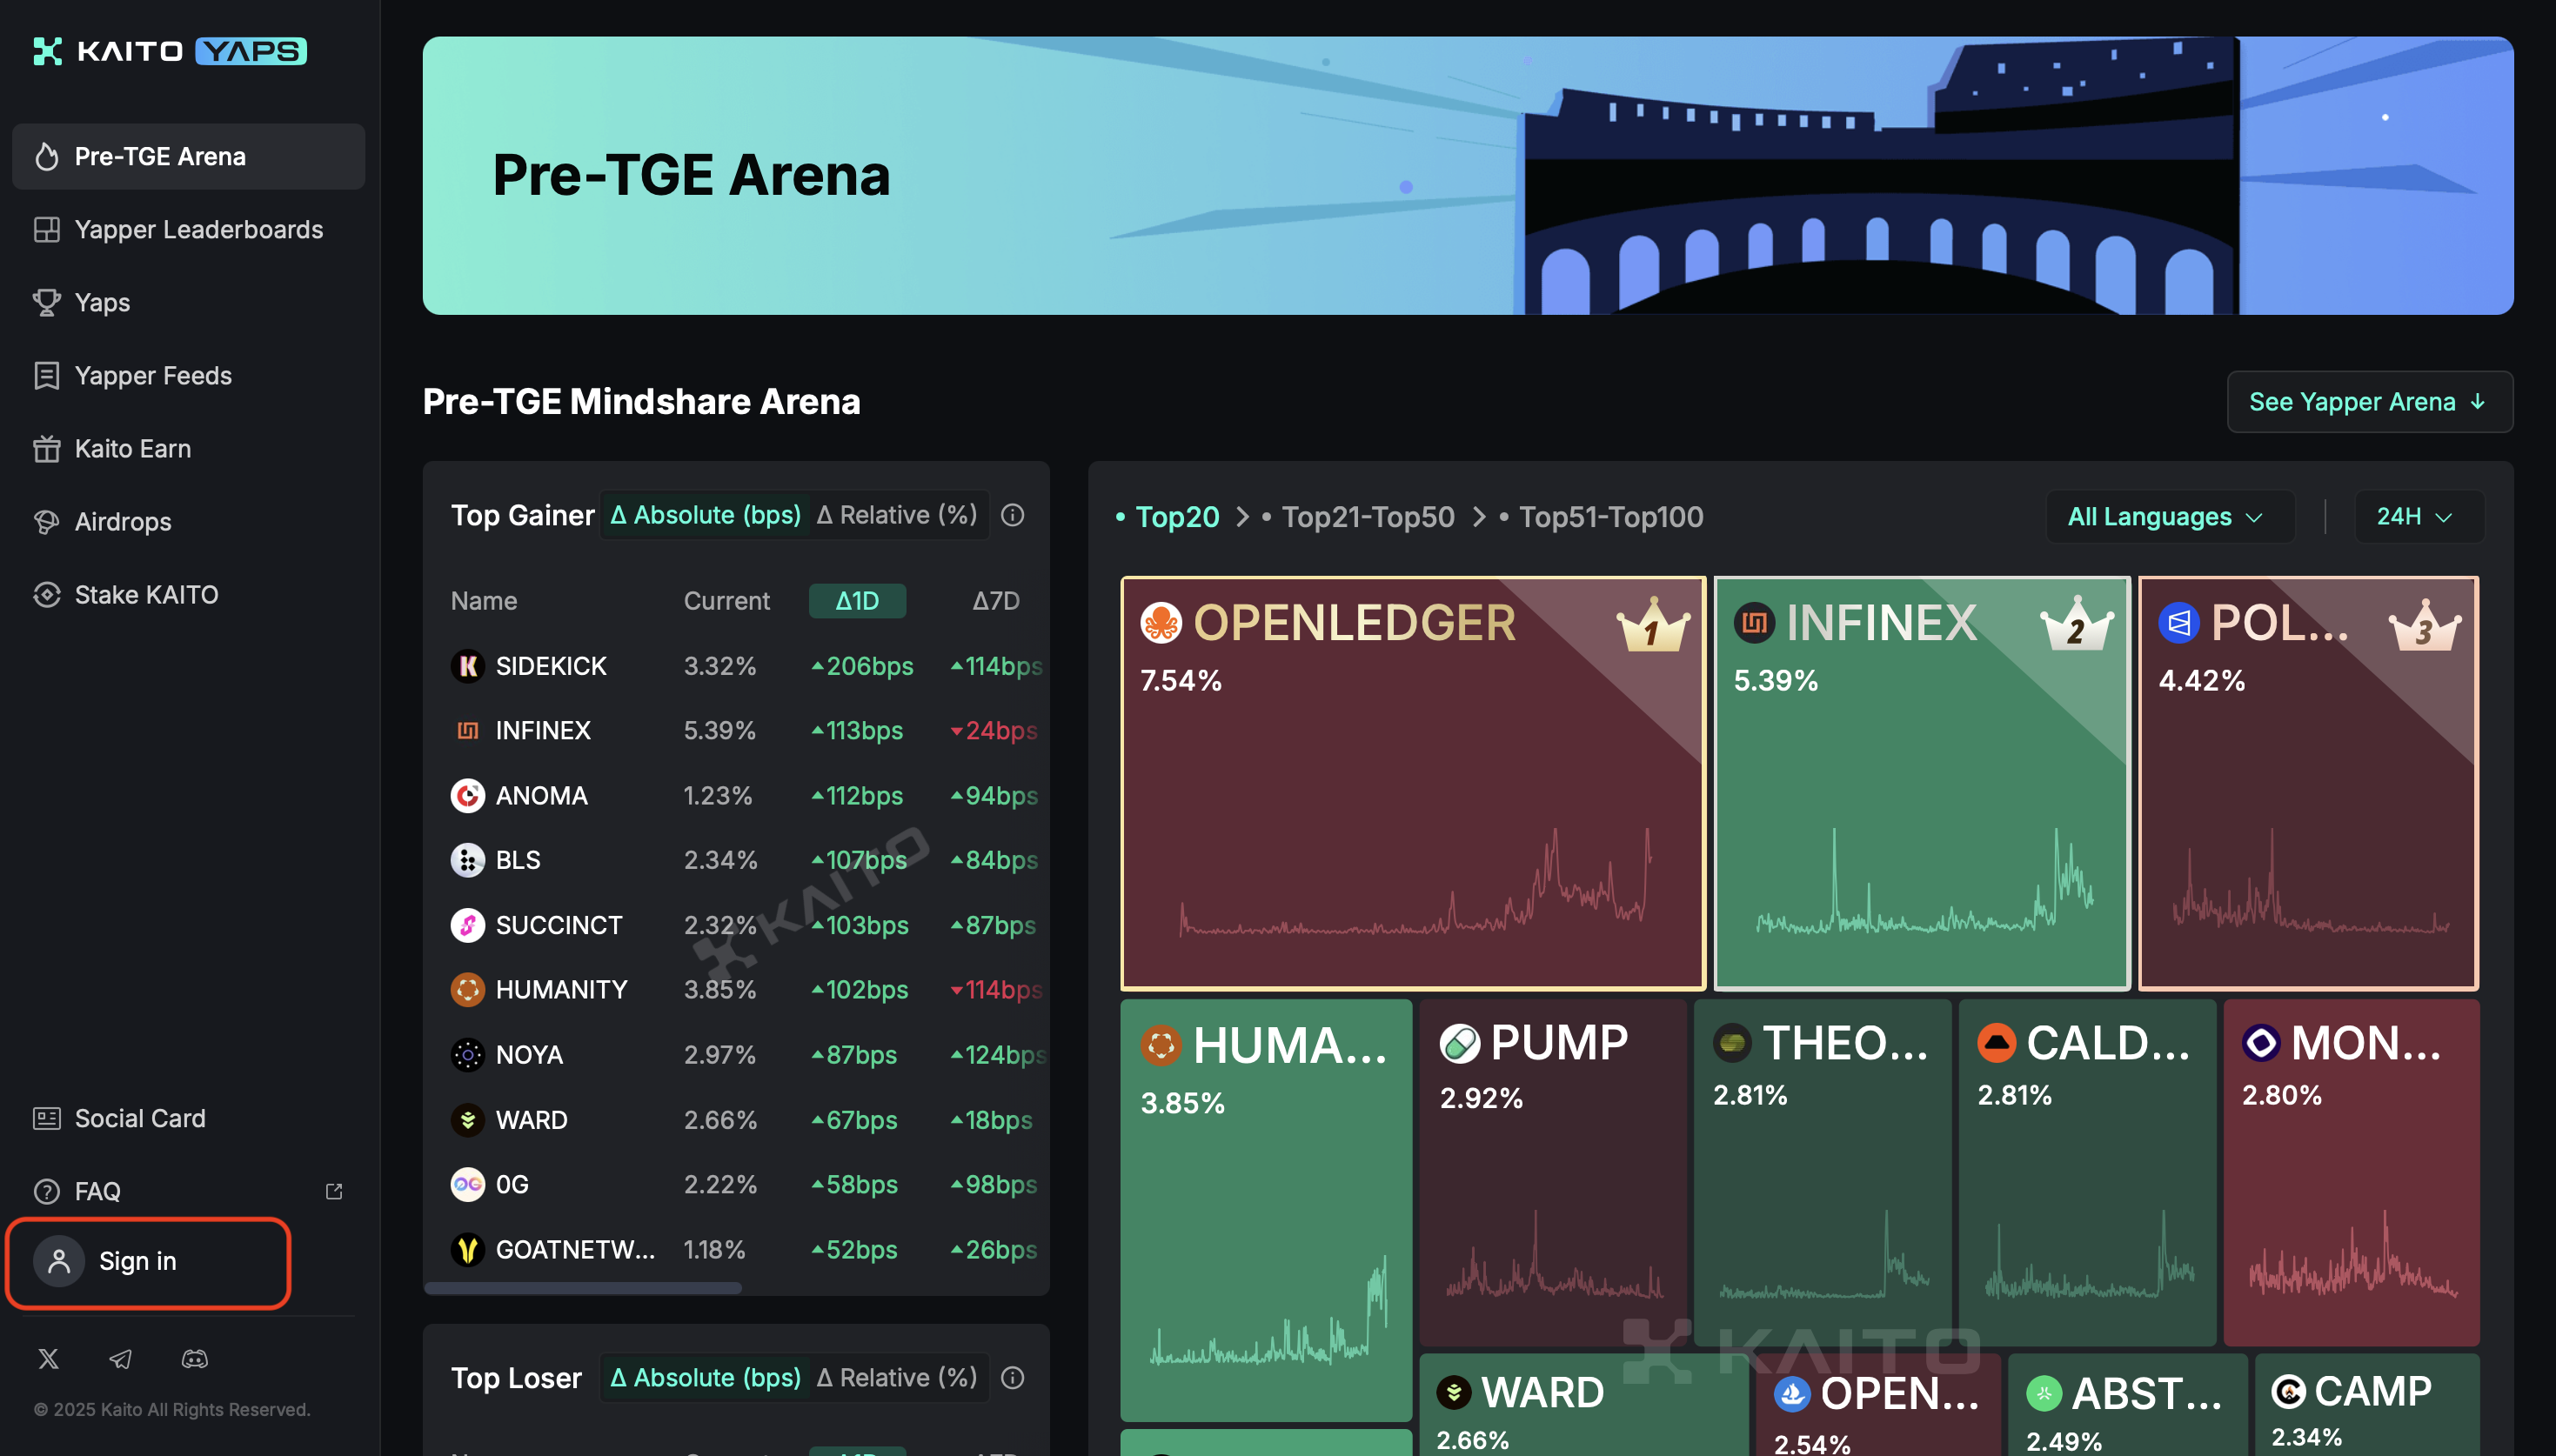 KAITO YAPS
Pre-TGE Arena
Yapper Leaderboards
Yaps
Yapper Feeds
Kaito Earn
Airdrops
Stake KAITO
Social Card
FAQ
Sign in
© 2025 Kaito All Rights Reserved.
Pre-TGE Arena
Pre-TGE Mindshare Arena
See Yapper Arena ↓
Top Gainer Δ Absolute (bps) Δ Relative (%)
Name Current Δ1D Δ7D
SIDEKICK 3.32% 206bps 114bps
INFINEX 5.39% 113bps 24bps
ANOMA 1.23% 112bps 94bps
BLS 2.34% 107bps 84bps
SUCCINCT 2.32% 103bps 87bps
HUMANITY 3.85% 102bps 114bps
NOYA 2.97% 87bps 124bps
WARD 2.66% 67bps 18bps
0G 2.22% 58bps 98bps
GOATNETW... 1.18% 52bps 26bps
KAITO
Top Loser Δ Absolute (bps) Δ Relative (%)
• Top20 > • Top21-Top50 > • Top51-Top100
All Languages 24H
OPENLEDGER 1
7.54%
INFINEX 2
5.39%
POL... 3
4.42%
HUMA...
3.85%
PUMP
2.92%
THEO...
2.81%
CALD...
2.81%
MON...
2.80%
KAITO
WARD
2.66%
OPEN...
2.54%
ABST...
2.49%
CAMP
2.34%